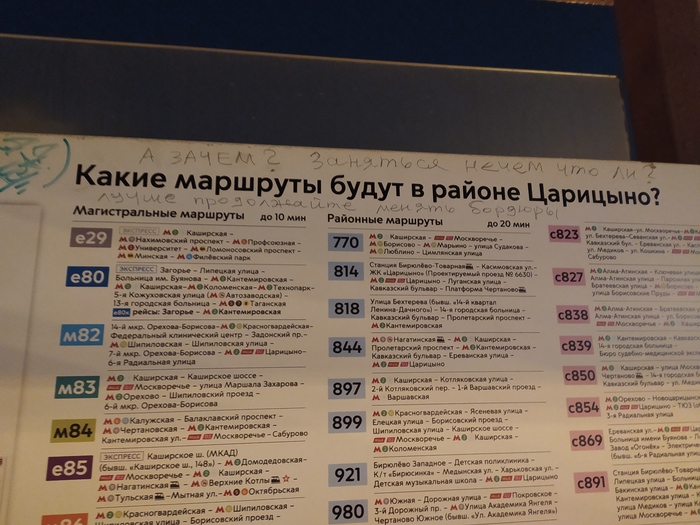 А ЗАЧЕМ? Заняться нечем что ли?
Какие маршруты будут в районе Царицыно?
лучше продолжайте менять бордюры
Магистральные маршруты до 10 мин
е29
ЭКСПРЕСС Каширская –
Нахимовский проспект – Профсоюзная –
Университет – Ломоносовский проспект –
Минская – Филёвский парк
е80
ЭКСПРЕСС Загорье – Липецкая улица –
Больница им. Буянова – Кантемировская
– Каширская – Коломенская – Технопарк–
5-я Кожуховская улица (Автозаводская) –
13-я городская больница – Таганская
е80к рейсы: Загорье – Кантемировская
м82
14-й мкр. Орехова-Борисова – Красногвардейская–
Федеральный клинический центр – Задонский пр.–
Шипиловская – Шипиловская улица –
7-й мкр. Орехова-Борисова – Царицыно–
6-я Радиальная улица
м83
Каширская – Каширское шоссе –
Москворечье – улица Маршала Захарова –
Орехово – Шипиловский проезд –
6-й мкр. Орехова-Борисова
м84
Калужская – Балаклавский проспект –
Чертановская – Кантемировская –
Кантемировская ул.– Москворечье – Сабурово
е85
ЭКСПРЕСС Каширское ш. (МКАД)
(бывш. «Каширское ш., 148»)– Домодедовская–
Москворечье – Каширская –
Нагатинская – Верхние Котлы –
Тульская –Мытная ул.– Октябрьская
Красногвардейская – Шипиловская –
Шипиловская улица – Борисовский проезд –
Районные маршруты до 20 мин
770
Каширская – Москворечье –
Борисово – Марьино – улица Судакова –
Люблино – Цимлянская улица
814
Станция Бирюлёво-Товарная – Касимовская ул.–
ЖК «Царицыно» (Проектируемый проезд № 6630) –
Царицыно – Луганская улица –
Кавказский бульвар – Платформа Чертаново
818
Улица Бехтерева (бывш. «14-й квартал
Ленина-Дачного») – 14-я городская больница –
Кавказский бульвар – Пролетарский проспект –
Кантемировская
844
Нагатинская – Каширская –
Пролетарский проспект – Кантемировская –
Кавказский бульвар – Ереванская улица –
Царицыно
897
Каширская – Котляковская улица –
2-й Котляковский пер. – 1-й Варшавский проезд –
Варшавская
899
Красногвардейская – Ясеневая улица –
Елецкая улица – Борисовский проезд –
Шипиловская улица – Каширское шоссе –
Москворечье – Каширская –
Коломенская
921
Бирюлёво Западное – Детская поликлиника –
К/т «Бирюсинка» – Медынская ул. – Харьковская ул. –
Детская музыкальная школа – Царицыно
980
Южная – Дорожная улица – Покровское –
3-й Дорожный пр. – Улица Академика Янгеля –
Чертаново Южное (бывш. «Ул. Академика Янгеля»)
с823
с827
с838
с839
с850
с854
с869
с891